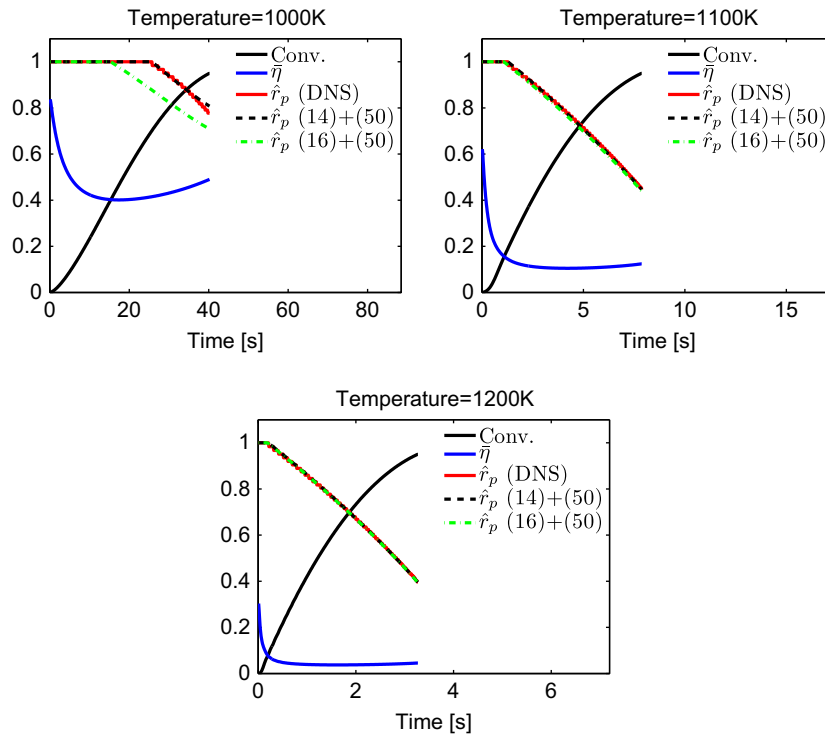 Temperature=1000K
1
0.8
0.6
0.4
0.2
0
0 20 40 60 80
Time [s]
Conv.
η̄
r̂ₚ (DNS)
r̂ₚ (14)+(50)
r̂ₚ (16)+(50)
Temperature=1100K
1
0.8
0.6
0.4
0.2
0
0 5 10 15
Time [s]
Conv.
η̄
r̂ₚ (DNS)
r̂ₚ (14)+(50)
r̂ₚ (16)+(50)
Temperature=1200K
1
0.8
0.6
0.4
0.2
0
0 2 4 6
Time [s]
Conv.
η̄
r̂ₚ (DNS)
r̂ₚ (14)+(50)
r̂ₚ (16)+(50)